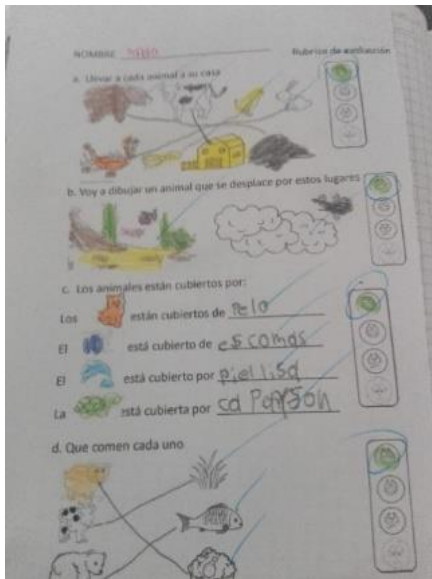 NOMBRE
Rubrica de evaluación
a. Llevar a cada animal a su casa
b. Voy a dibujar un animal que se desplace por estos lugares
c. Los animales están cubiertos por:
Los están cubiertos de Pelo
El está cubierto de escomas
El está cubierto por piel lisa
La está cubierta por
d. Que comen cada uno